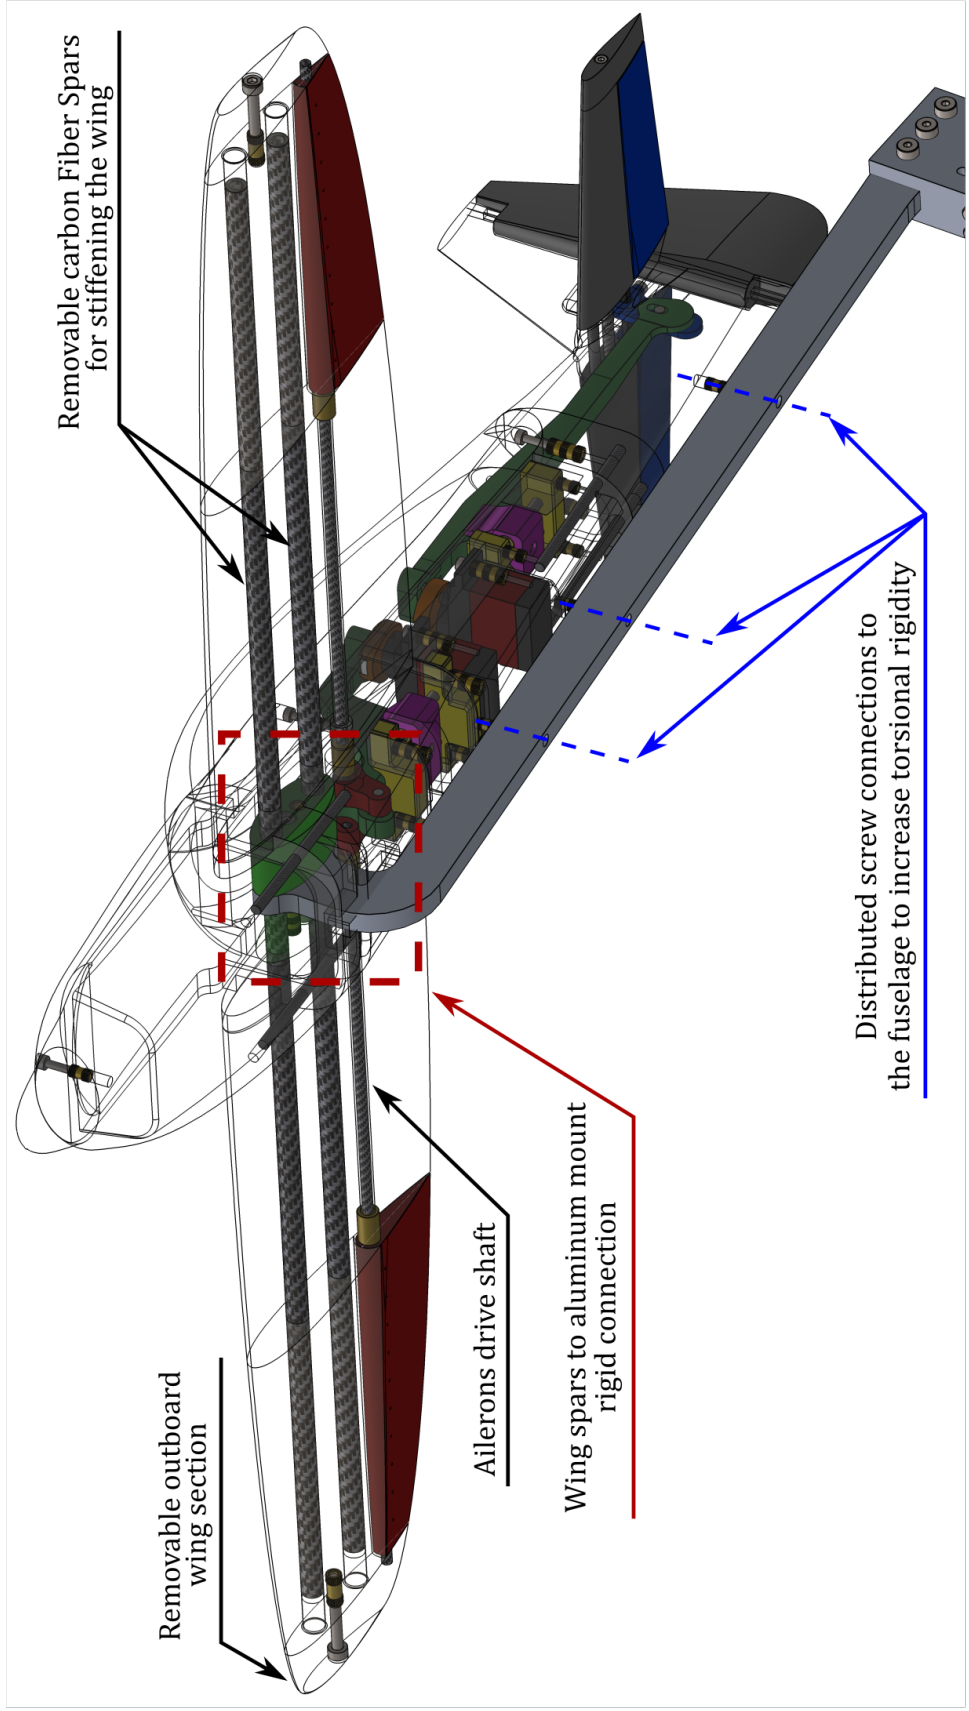 Removable outboard
wing section
Removable carbon Fiber Spars
for stiffening the wing
Ailerons drive shaft
Wing spars to aluminum mount
rigid connection
Distributed screw connections to
the fuselage to increase torsional rigidity